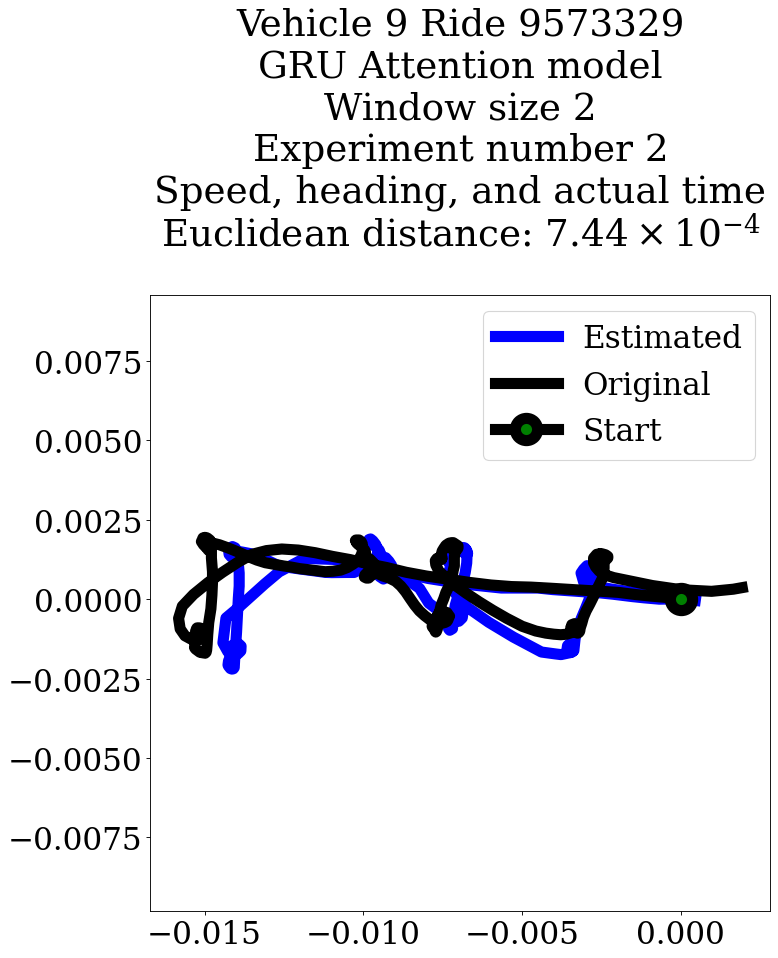 Vehicle 9 Ride 9573329
GRU Attention model
Window size 2
Experiment number 2
Speed, heading, and actual time
Euclidean distance: 7.44 × 10⁻⁴
Estimated
Original
Start
0.0075
0.0050
0.0025
0.0000
−0.0025
−0.0050
−0.0075
−0.015
−0.010
−0.005
0.000